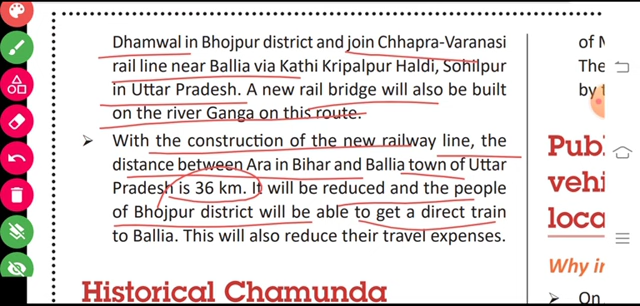 Dhamwal in Bhojpur district and join Chhapra-Varanasi
rail line near Ballia via Kathi Kripalpur Haldi, Sohilpur
in Uttar Pradesh. A new rail bridge will also be built
on the river Ganga on this route.
➤ With the construction of the new railway line, the
distance between Ara in Bihar and Ballia town of Uttar
Pradesh is 36 km. It will be reduced and the people
of Bhojpur district will be able to get a direct train
to Ballia. This will also reduce their travel expenses.
Historical Chamunda
of
The
by
Publ
vehi
loca
Why in
➤ On